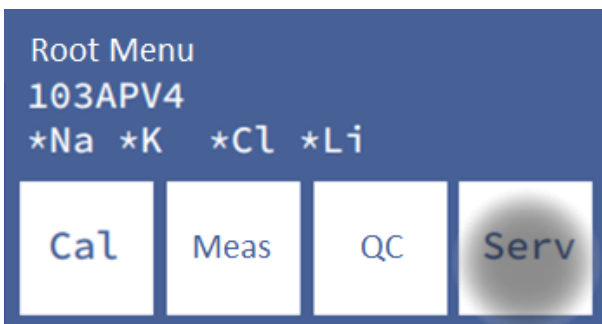 Root Menu
103APV4
*Na *K *Cl *Li
Cal Meas QC Serv